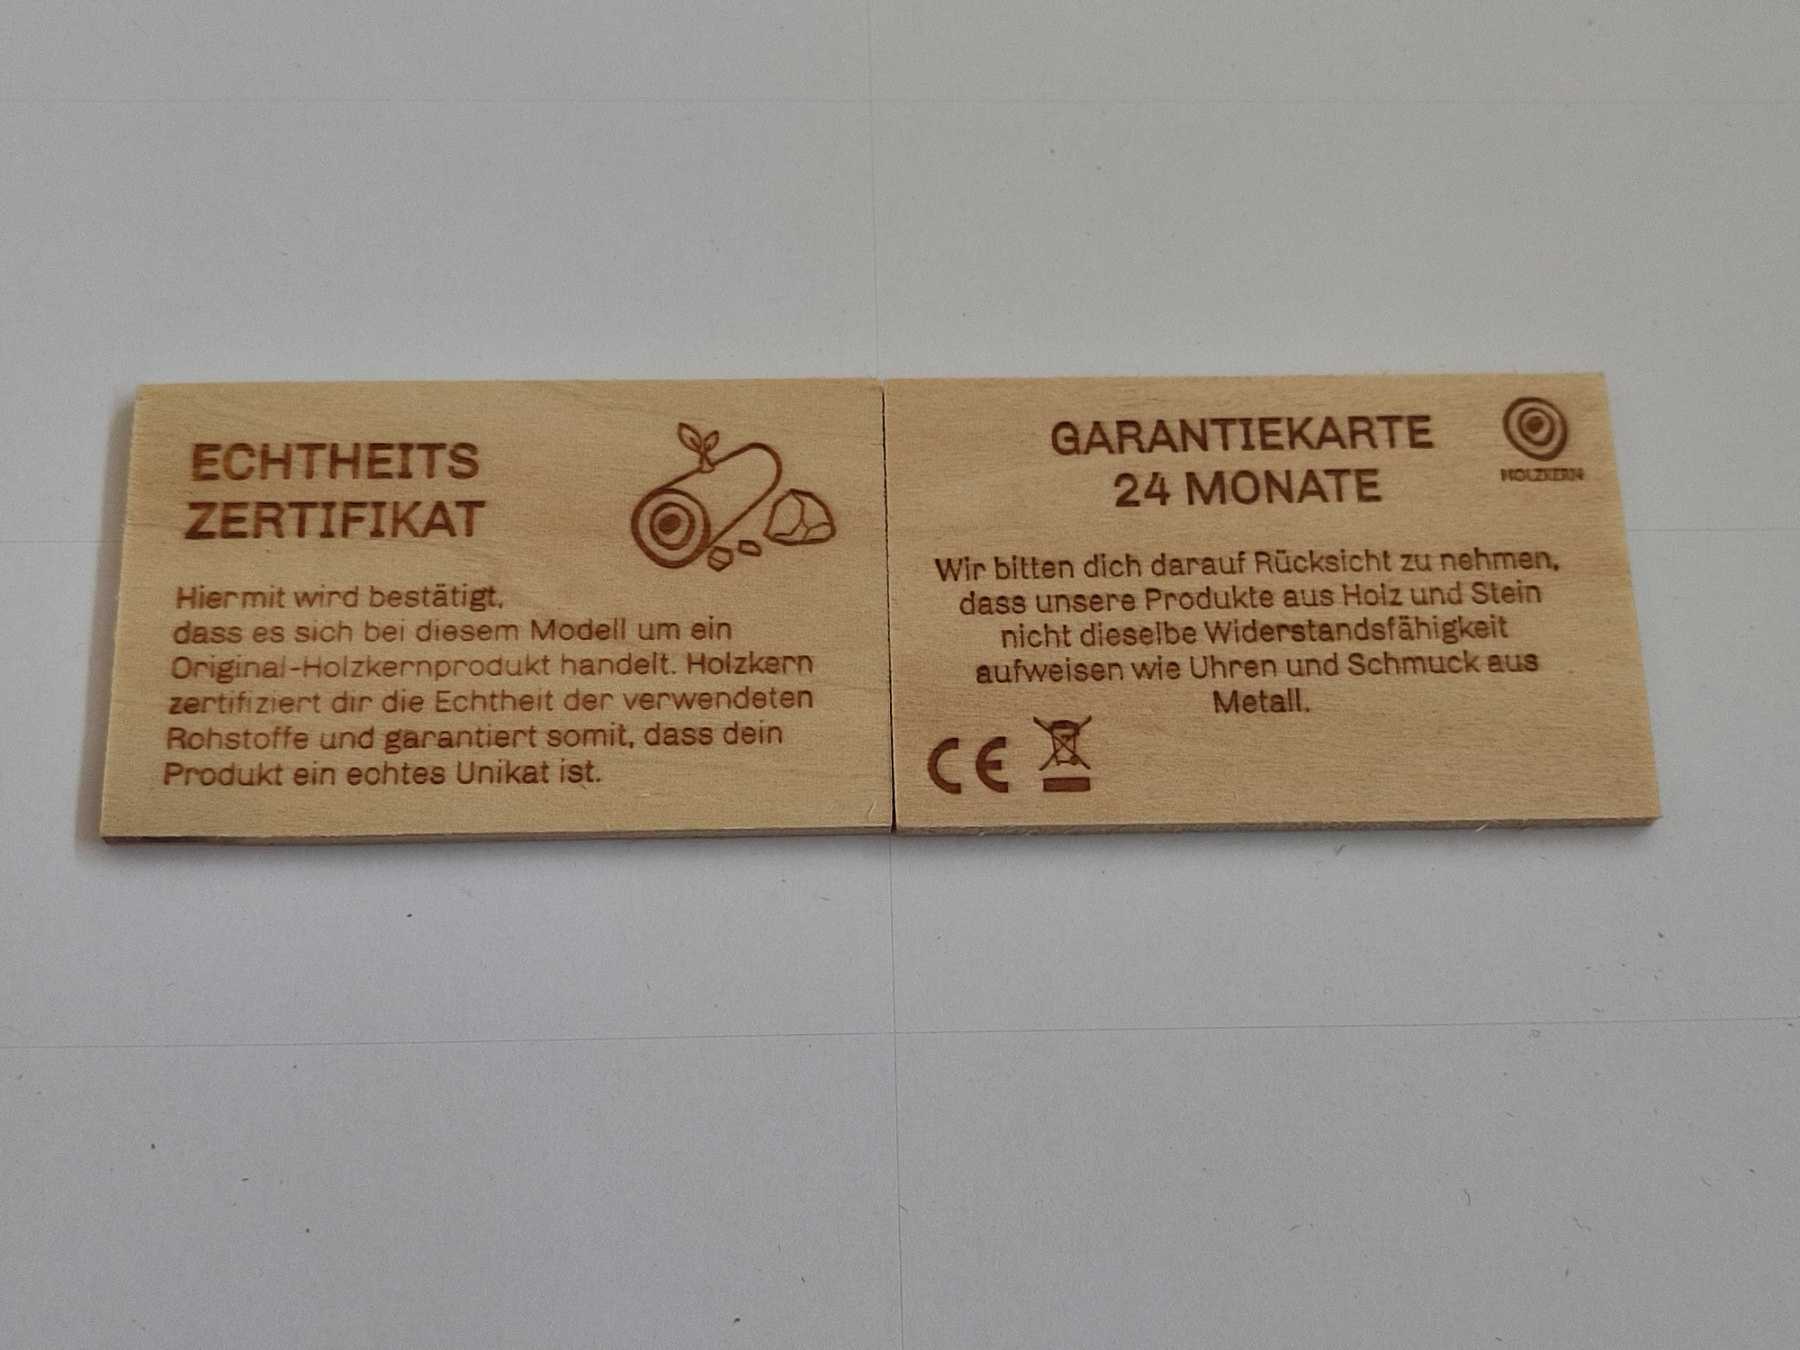 ECHTHEITS
ZERTIFIKAT
Hiermit wird bestätigt,
dass es sich bei diesem Modell um ein
Original-Holzkernprodukt handelt. Holzkern
zertifiziert dir die Echtheit der verwendeten
Rohstoffe und garantiert somit, dass dein
Produkt ein echtes Unikat ist.
GARANTIEKARTE
24 MONATE
HOLZKERN
Wir bitten dich darauf Rücksicht zu nehmen,
dass unsere Produkte aus Holz und Stein
nicht dieselbe Widerstandsfähigkeit
aufweisen wie Uhren und Schmuck aus
Metall.
CE